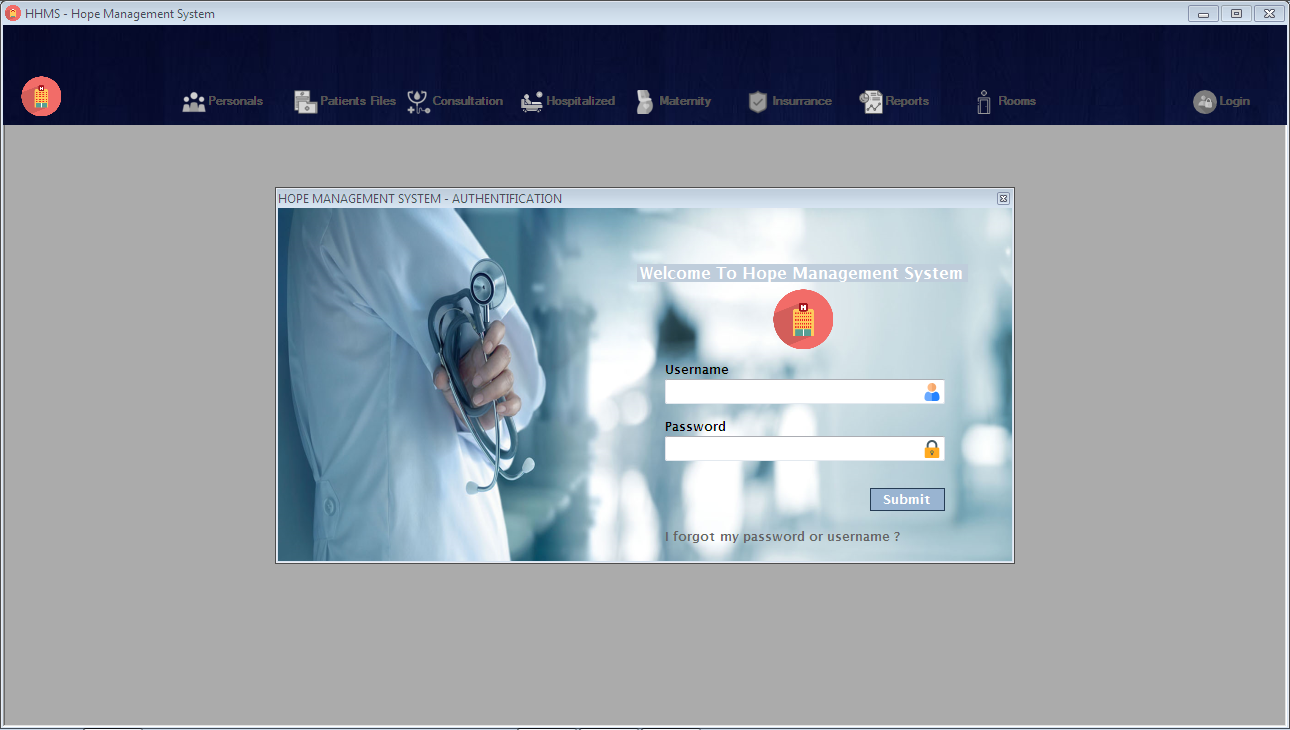 HHMS - Hope Management System
Personals
Patients Files
Consultation
Hospitalized
Maternity
Insurrance
Reports
Rooms
Login
HOPE MANAGEMENT SYSTEM - AUTHENTIFICATION
Welcome To Hope Management System
H
Username
Password
Submit
I forgot my password or username ?